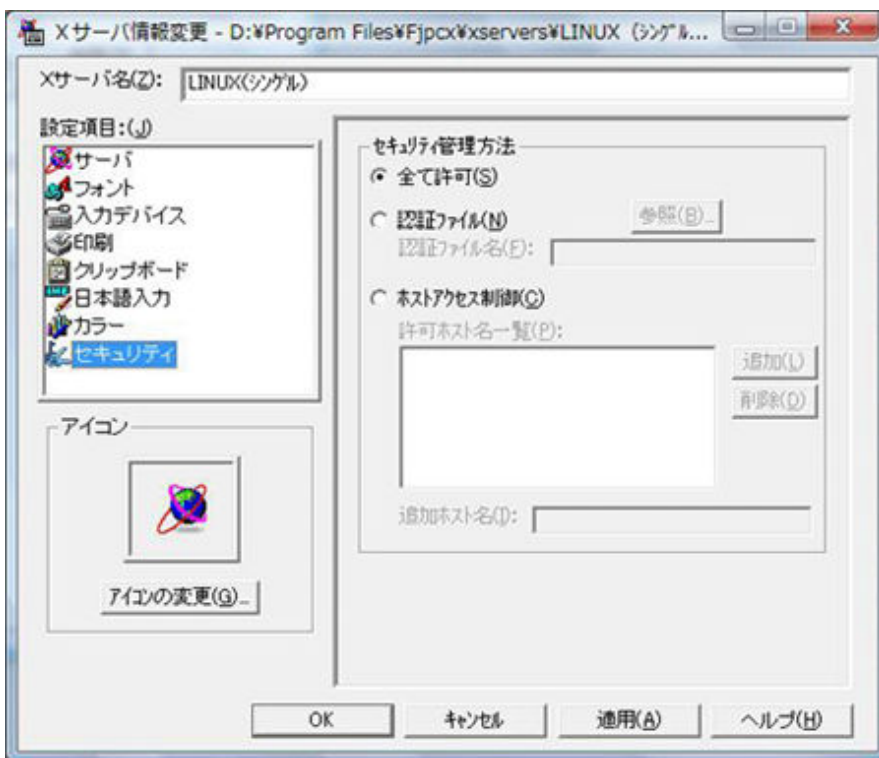 Xサーバ情報変更 - D:¥Program Files¥Fjpcx¥xservers¥LINUX (ｼﾝｸﾞﾙ...
Xサーバ名(Z): LINUX(ｼﾝｸﾞﾙ)
設定項目:(J)
サーバ
フォント
入力デバイス
印刷
クリップボード
日本語入力
カラー
セキュリティ
アイコン
ｱｲｺﾝの変更(G)...
ｾｷｭﾘﾃｨ管理方法
全て許可(S)
認証ﾌｧｲﾙ(N)
参照(B)...
認証ﾌｧｲﾙ名(F):
ﾎｽﾄｱｸｾｽ制御(C)
許可ﾎｽﾄ名一覧(P):
追加(L)
削除(D)
追加ﾎｽﾄ名(I):
OK
ｷｬﾝｾﾙ
適用(A)
ヘルプ(H)